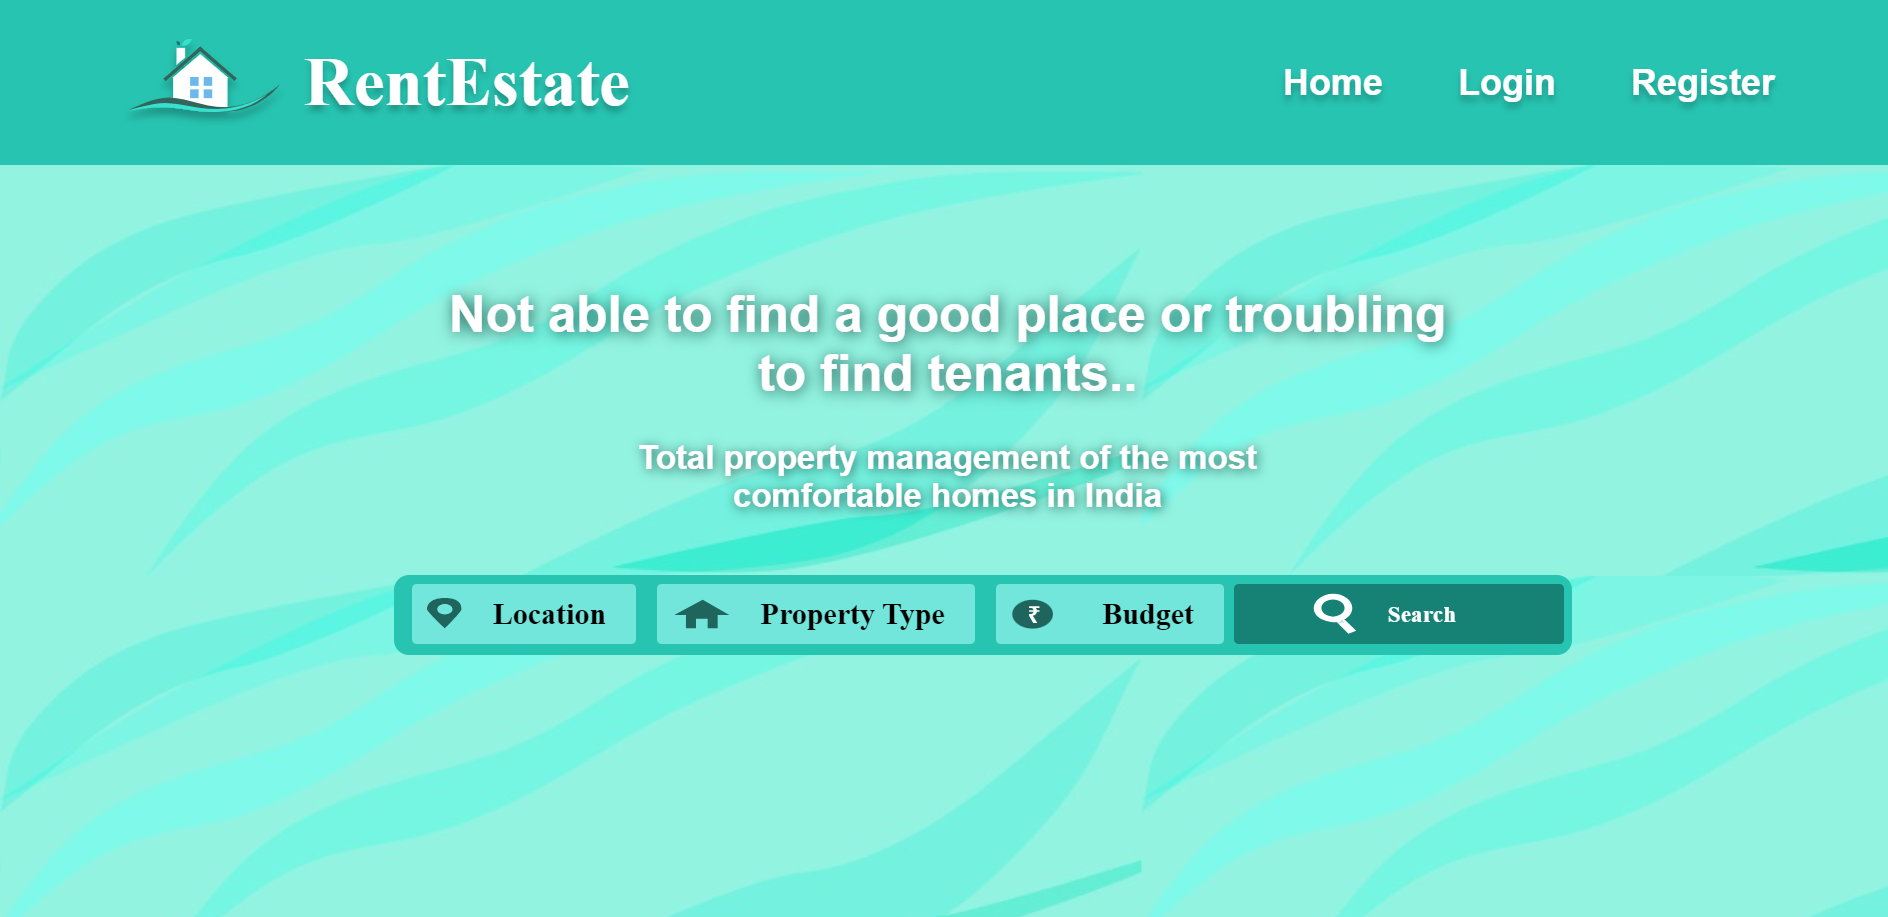 RentEstate
Home Login Register
Not able to find a good place or troubling
to find tenants..
Total property management of the most
comfortable homes in India
Location Property Type ₹ Budget Search